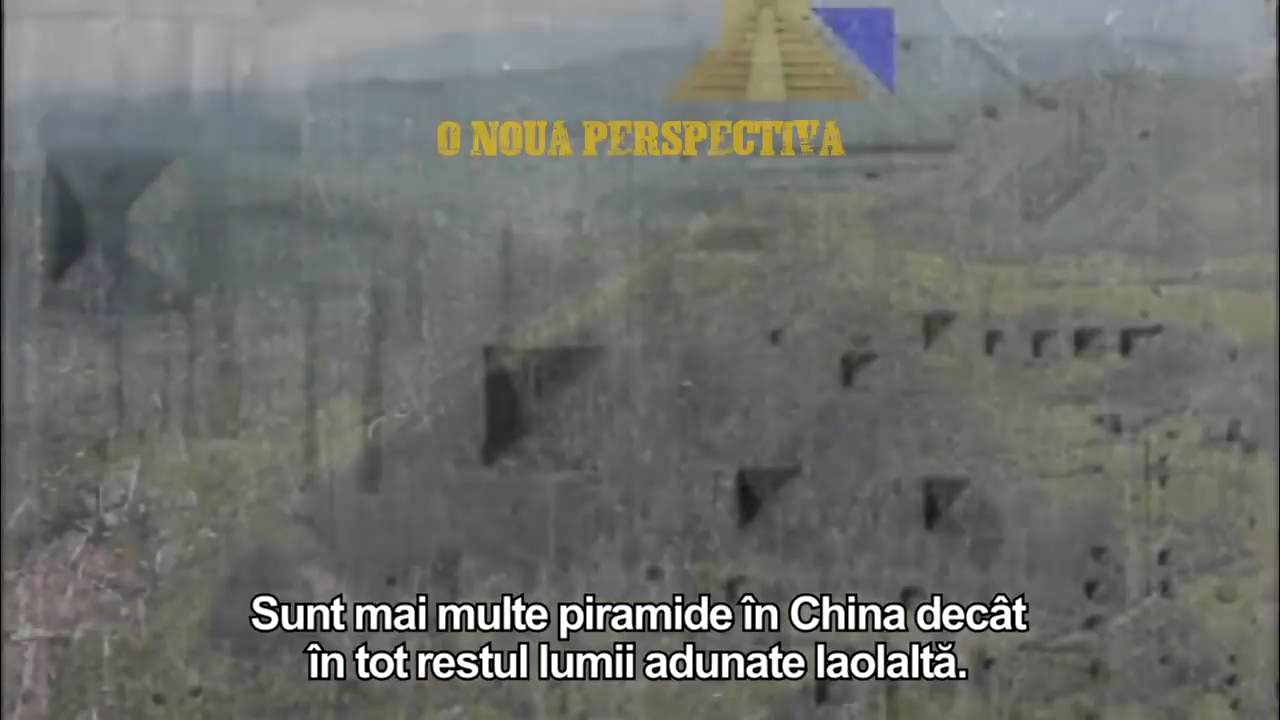 O NOUA PERSPECTIVA
Sunt mai multe piramide în China decât
în tot restul lumii adunate laolaltă.